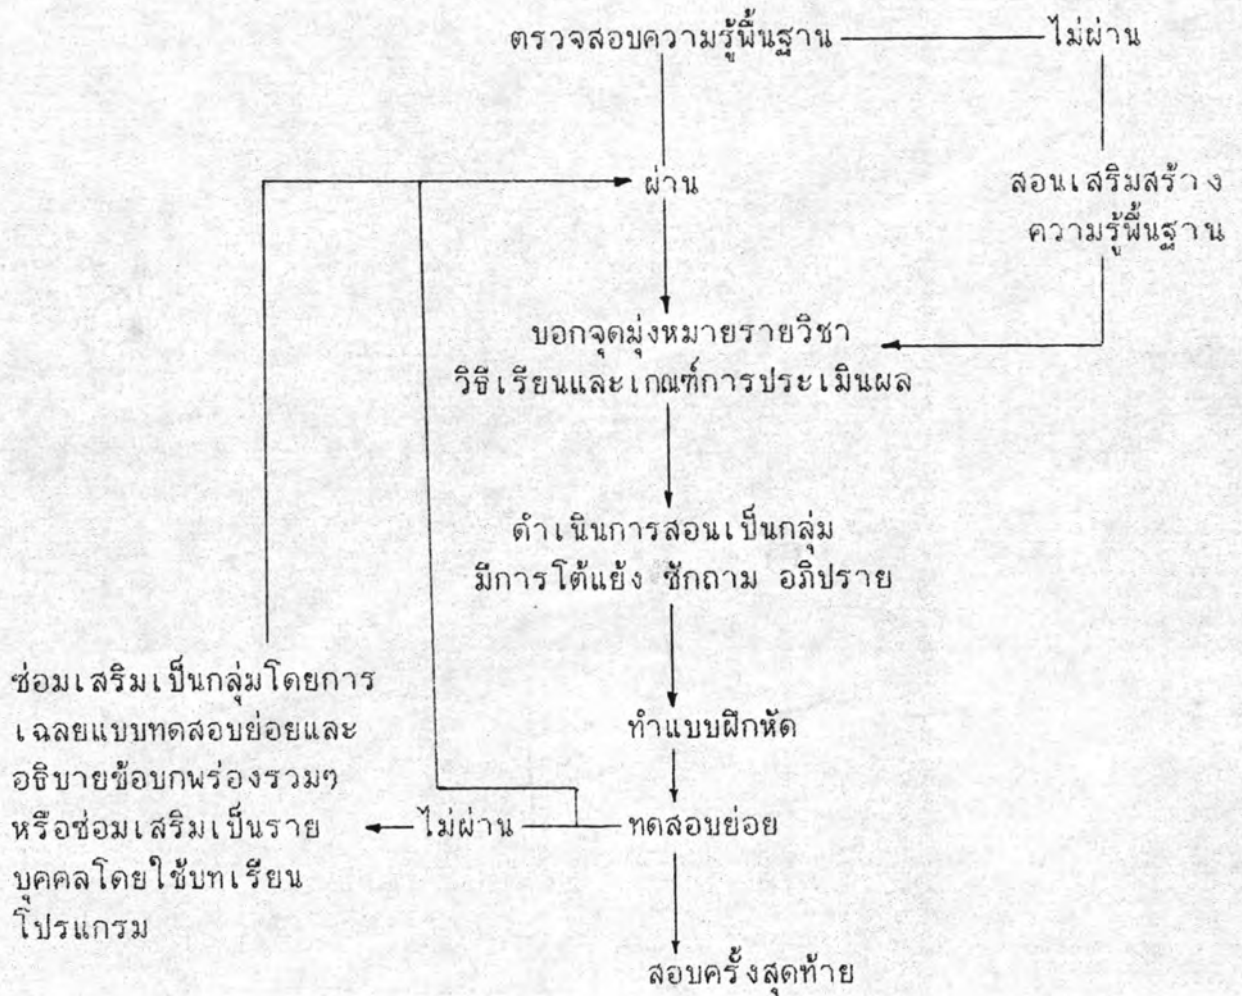 ตรวจสอบความรู้พื้นฐาน
ไม่ผ่าน
ผ่าน
สอนเสริมสร้าง
ความรู้พื้นฐาน
บอกจุดมุ่งหมายรายวิชา
วิธีเรียนและเกณฑ์การประเมินผล
ดำเนินการสอนเป็นกลุ่ม
มีการโต้แย้ง ซักถาม อภิปราย
ซ่อมเสริมเป็นกลุ่มโดยการ
เฉลยแบบทดสอบย่อยและ
อธิบายข้อบกพร่องรวมๆ
หรือซ่อมเสริมเป็นราย
บุคคลโดยใช้บทเรียน
โปรแกรม
ทำแบบฝึกหัด
ไม่ผ่าน
ทดสอบย่อย
สอบครั้งสุดท้าย